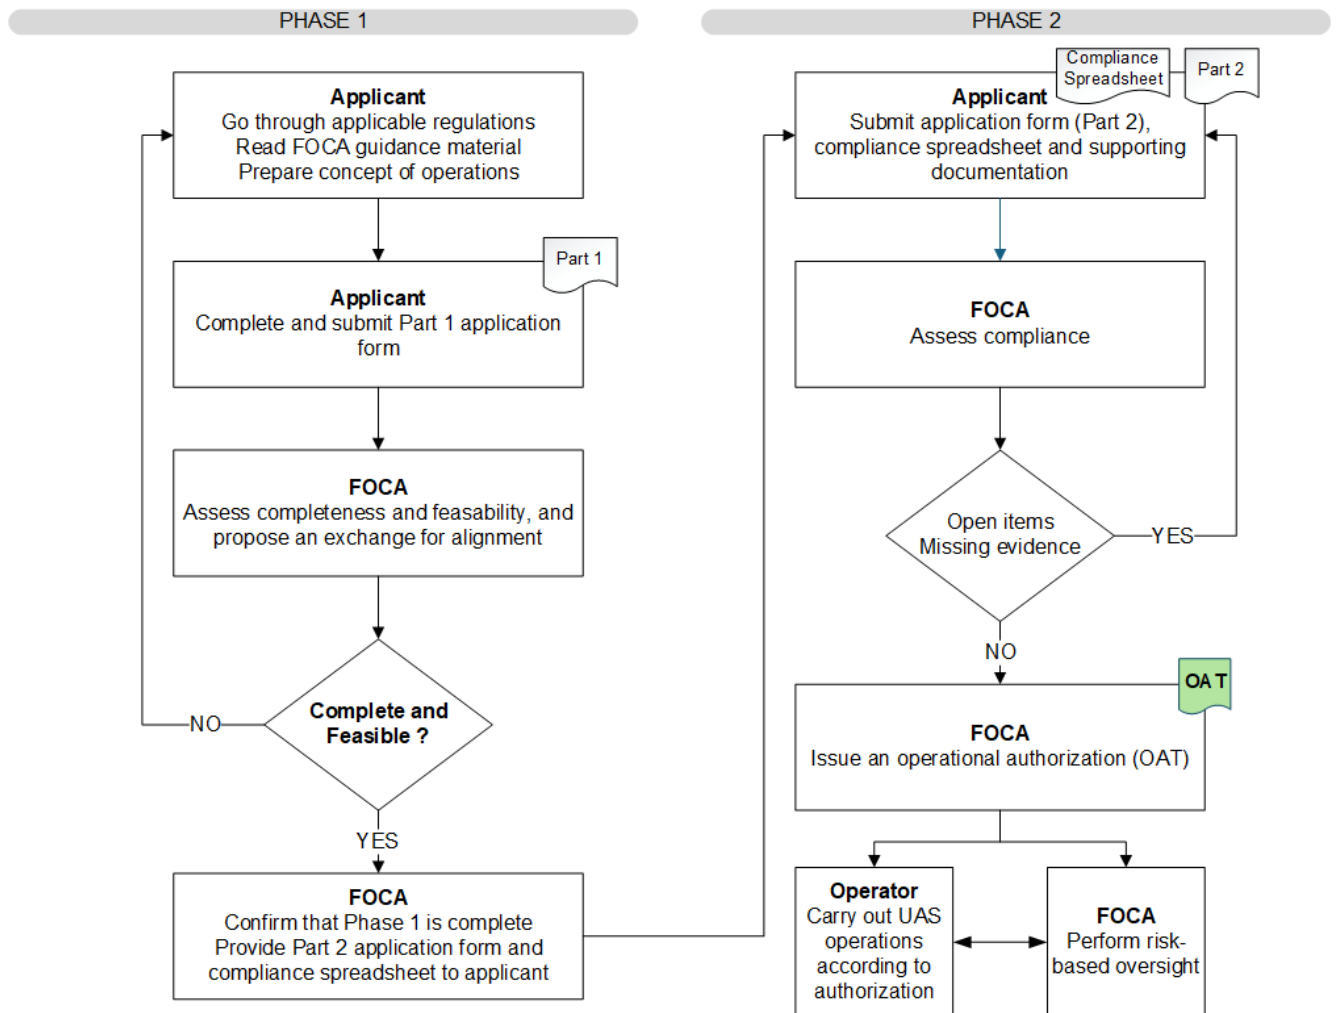 PHASE 1
Applicant
Go through applicable regulations
Read FOCA guidance material
Prepare concept of operations
Part 1
Applicant
Complete and submit Part 1 application
form
FOCA
Assess completeness and feasability, and
propose an exchange for alignment
Complete and
Feasible ?
NO
YES
FOCA
Confirm that Phase 1 is complete
Provide Part 2 application form and
compliance spreadsheet to applicant
PHASE 2
Compliance
Spreadsheet
Part 2
Applicant
Submit application form (Part 2),
compliance spreadsheet and supporting
documentation
FOCA
Assess compliance
Open items
Missing evidence
YES
NO
OAT
FOCA
Issue an operational authorization (OAT)
Operator
Carry out UAS
operations
according to
authorization
FOCA
Perform risk-
based oversight